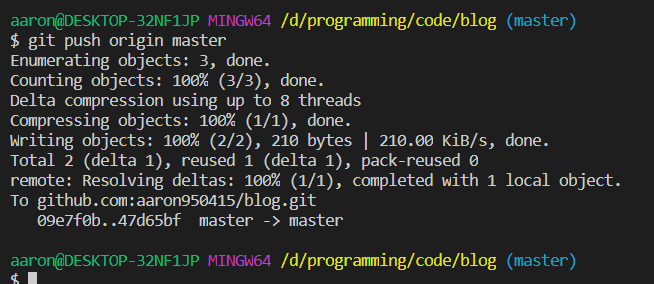 aaron@DESKTOP-32NF1JP MINGW64 /d/programming/code/blog (master)
$ git push origin master
Enumerating objects: 3, done.
Counting objects: 100% (3/3), done.
Delta compression using up to 8 threads
Compressing objects: 100% (1/1), done.
Writing objects: 100% (2/2), 210 bytes | 210.00 KiB/s, done.
Total 2 (delta 1), reused 1 (delta 1), pack-reused 0
remote: Resolving deltas: 100% (1/1), completed with 1 local object.
To github.com:aaron950415/blog.git
   09e7f0b..47d65bf  master -> master
aaron@DESKTOP-32NF1JP MINGW64 /d/programming/code/blog (master)
$